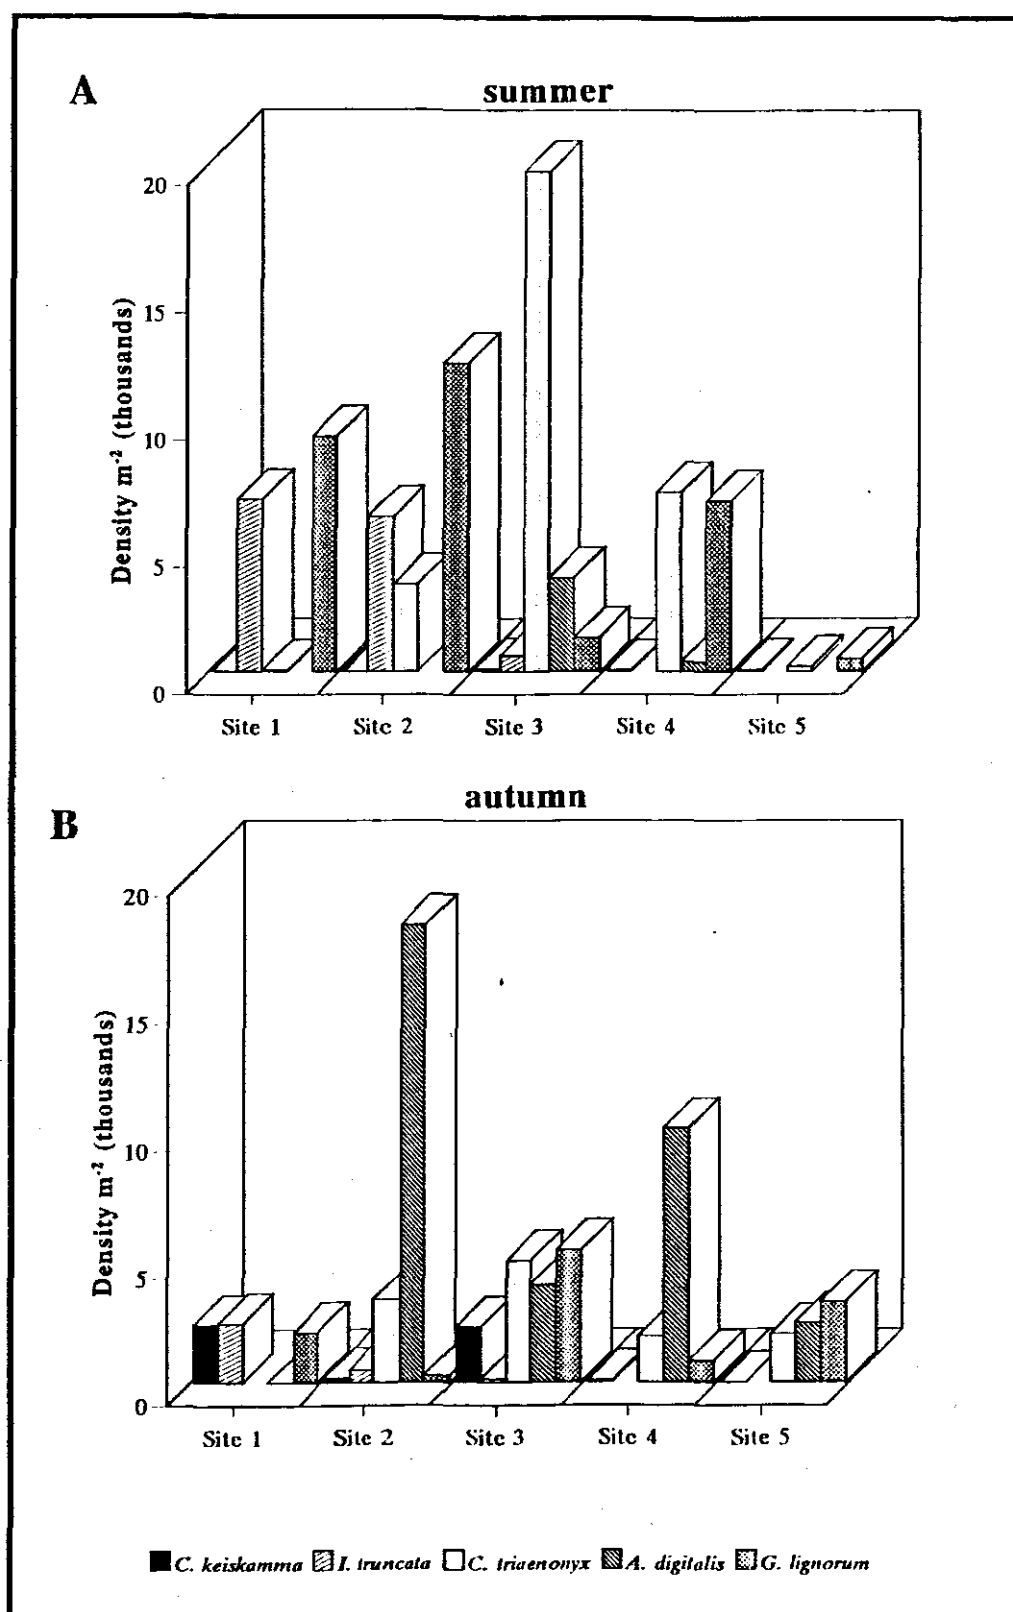 A
summer
20
15
10
5
0
Density m⁻² (thousands)
Site 1 Site 2 Site 3 Site 4 Site 5
autumn
B
20
15
10
5
0
Density m⁻² (thousands)
Site 1 Site 2 Site 3 Site 4 Site 5
C. keiskamma I. truncata C. triaenonyx A. digitalis G. lignorum